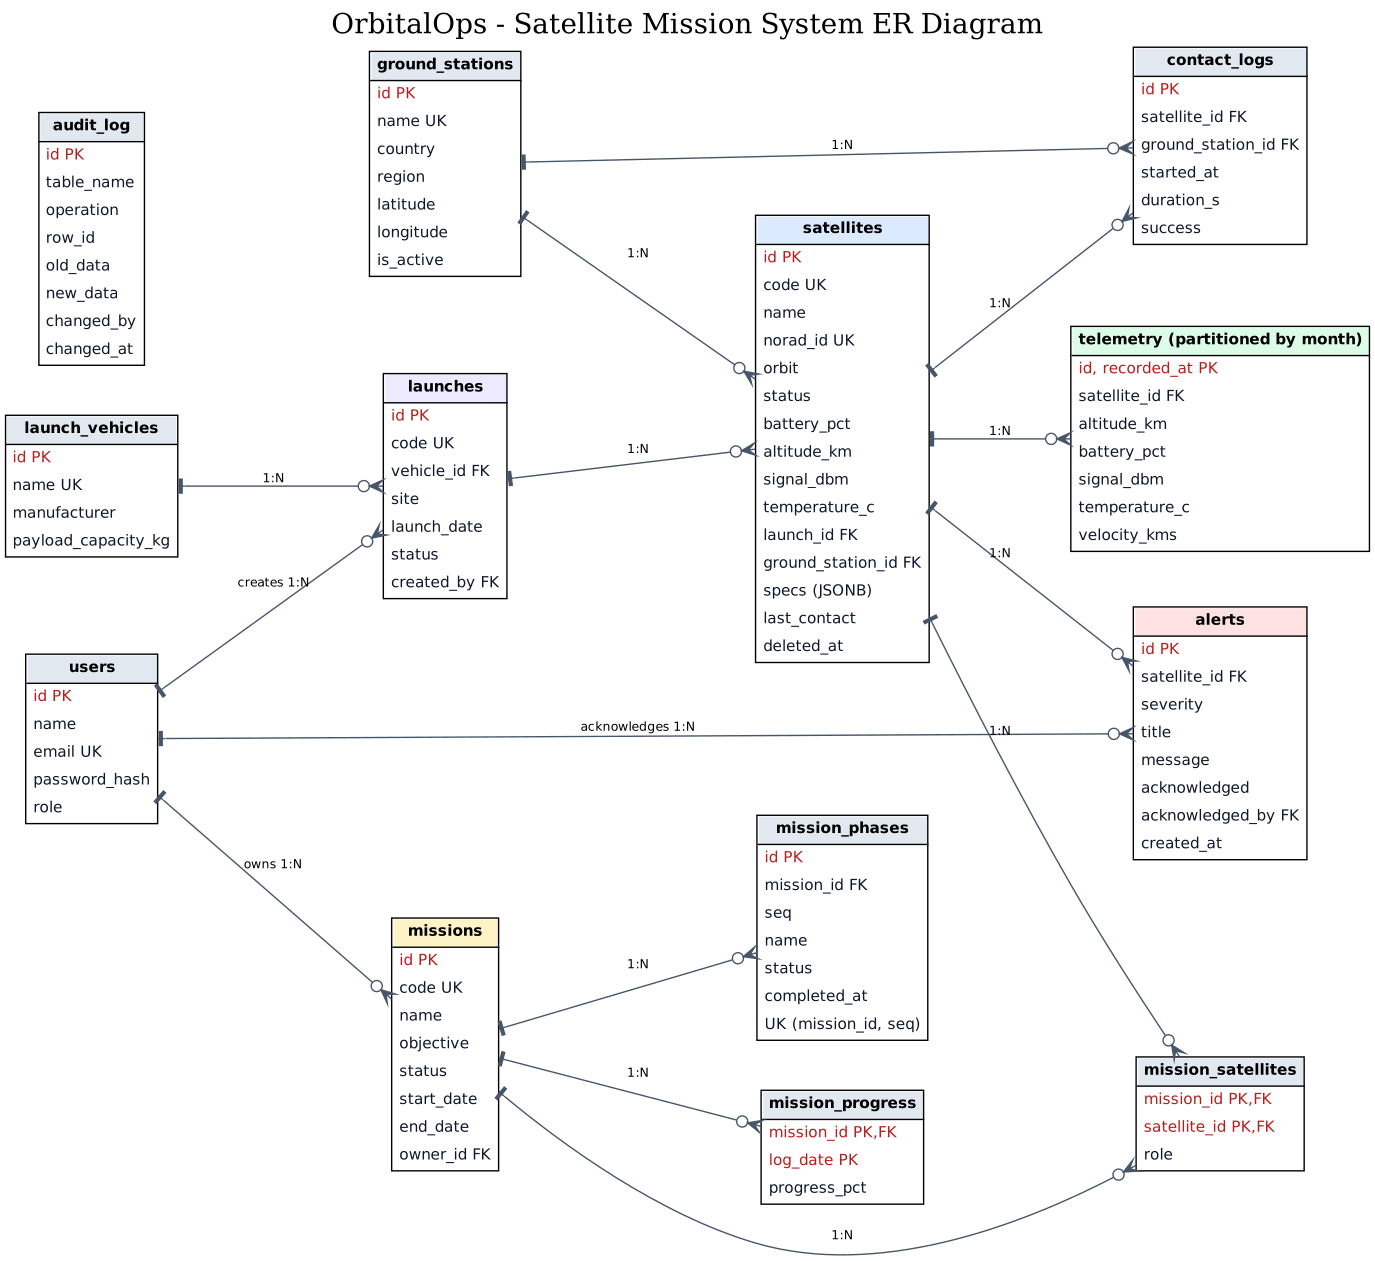 OrbitalOps - Satellite Mission System ER Diagram
audit_log
id PK
table_name
operation
row_id
old_data
new_data
changed_by
changed_at
launch_vehicles
id PK
name UK
manufacturer
payload_capacity_kg
users
id PK
name
email UK
password_hash
role
ground_stations
id PK
name UK
country
region
latitude
longitude
is_active
launches
id PK
code UK
vehicle_id FK
site
launch_date
status
created_by FK
missions
id PK
code UK
name
objective
status
start_date
end_date
owner_id FK
satellites
id PK
code UK
name
norad_id UK
orbit
status
battery_pct
altitude_km
signal_dbm
temperature_c
launch_id FK
ground_station_id FK
specs (JSONB)
last_contact
deleted_at
mission_phases
id PK
mission_id FK
seq
name
status
completed_at
UK (mission_id, seq)
mission_progress
mission_id PK,FK
log_date PK
progress_pct
contact_logs
id PK
satellite_id FK
ground_station_id FK
started_at
duration_s
success
telemetry (partitioned by month)
id, recorded_at PK
satellite_id FK
altitude_km
battery_pct
signal_dbm
temperature_c
velocity_kms
alerts
id PK
satellite_id FK
severity
title
message
acknowledged
acknowledged_by FK
created_at
mission_satellites
mission_id PK,FK
satellite_id PK,FK
role
1:N
1:N
1:N
1:N
1:N
1:N
1:N
creates 1:N
acknowledges 1:N
1:N
owns 1:N
1:N
1:N
1:N